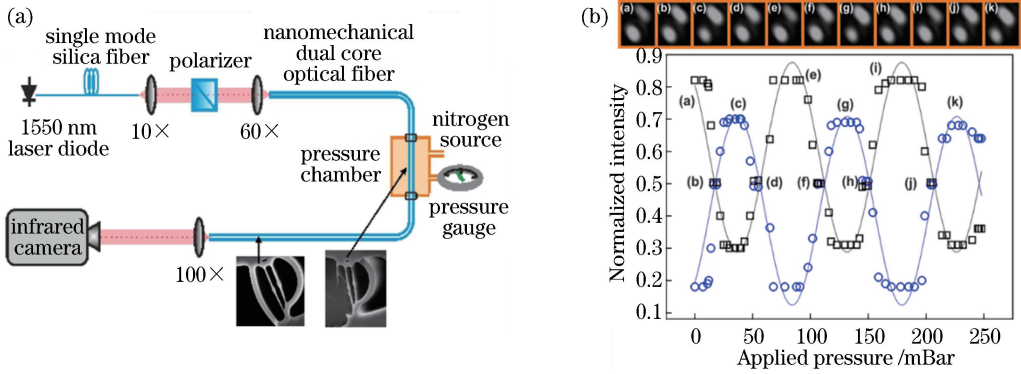 (a)
single mode
silica fiber
polarizer
nanomechanical
dual core
optical fiber
1550 nm
laser diode
10×
60×
nitrogen
source
pressure
chamber
pressure
gauge
infrared
camera
100×
(b)
(a) (b) (c) (d) (e) (f) (g) (h) (i) (j) (k)
Normalized intensity
0.9
0.8
0.7
0.6
0.5
0.4
0.3
0.2
0.1
(a)
(b)
(c)
(d)
(e)
(f)
(g)
(h)
(i)
(j)
(k)
0 50 100 150 200 250
Applied pressure /mBar